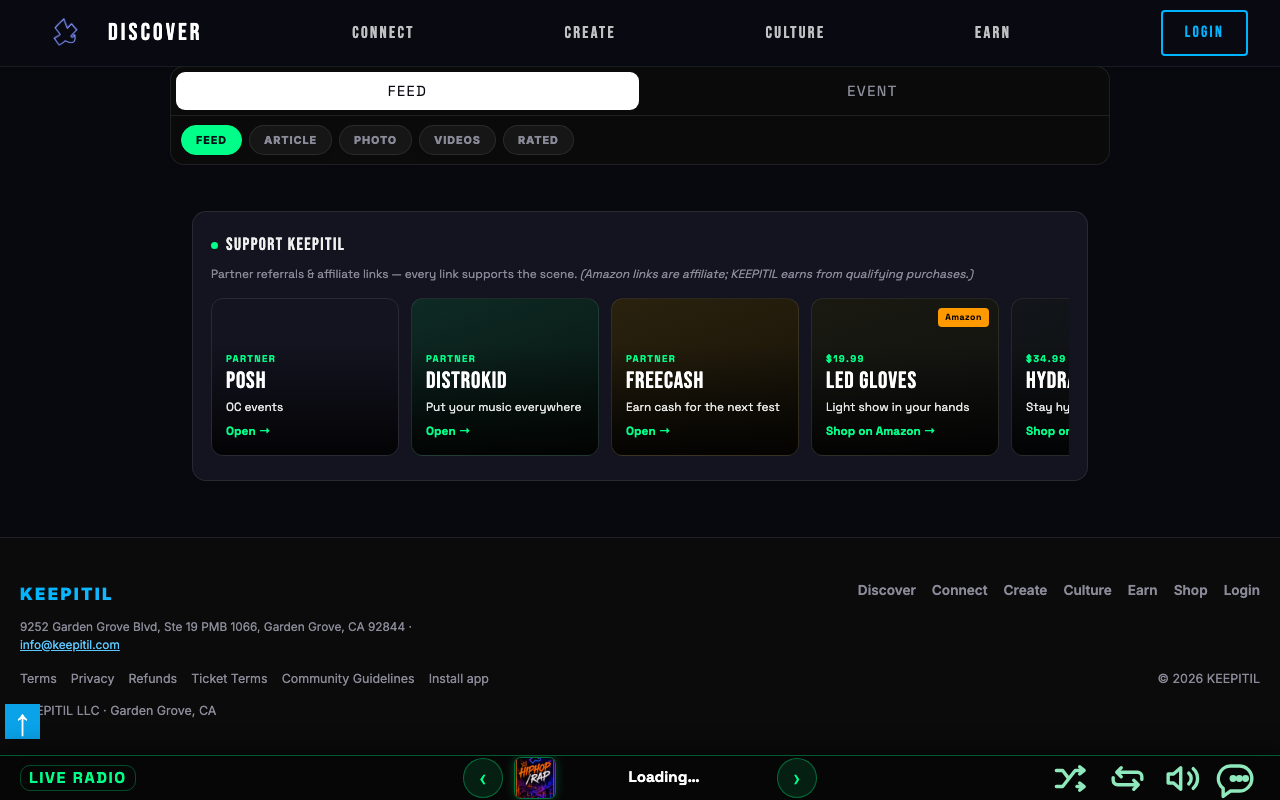 DISCOVER
CONNECT
CREATE
CULTURE
EARN
LOGIN
FEED
EVENT
FEED
ARTICLE
PHOTO
VIDEOS
RATED
SUPPORT KEEPITIL
Partner referrals & affiliate links — every link supports the scene. (Amazon links are affiliate; KEEPITIL earns from qualifying purchases.)
PARTNER
POSH
OC events
Open →
PARTNER
DISTROKID
Put your music everywhere
Open →
PARTNER
FREECASH
Earn cash for the next fest
Open →
Amazon
$19.99
LED GLOVES
Light show in your hands
Shop on Amazon →
$34.99
HYDRA
Stay hy
Shop on
KEEPITIL
Discover
Connect
Create
Culture
Earn
Shop
Login
9252 Garden Grove Blvd, Ste 19 PMB 1066, Garden Grove, CA 92844 ·
info@keepitil.com
Terms
Privacy
Refunds
Ticket Terms
Community Guidelines
Install app
© 2026 KEEPITIL
↑
EPITIL LLC · Garden Grove, CA
LIVE RADIO
‹
HIPHOP
/RAP
Loading...
›